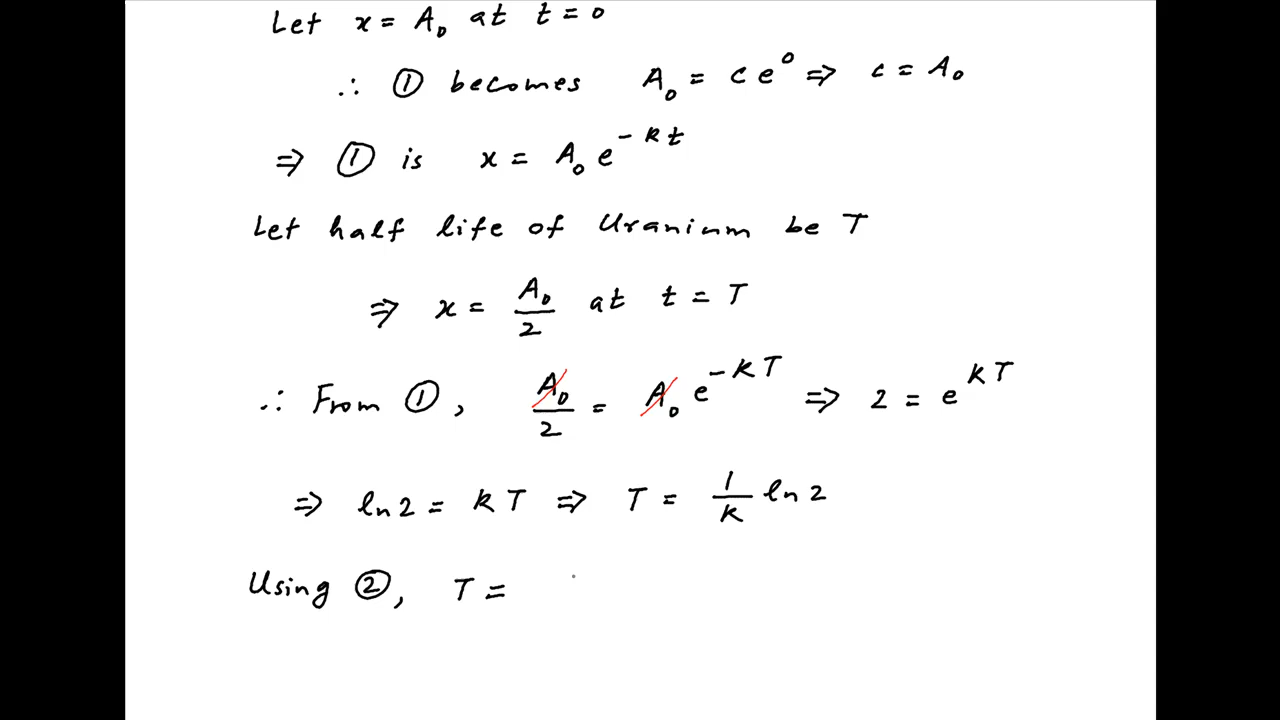 Let x = A₀ at t = 0
∴ ① becomes A₀ = c e⁰ ⇒ c = A₀
⇒ ① is x = A₀ e^{-kt}
Let half life of Uranium be T
⇒ x = A₀/2 at t = T
∴ From ①, A₀/2 = A₀ e^{-kT} ⇒ 2 = e^{kT}
⇒ ln 2 = kT ⇒ T = 1/k ln 2
Using ②, T =